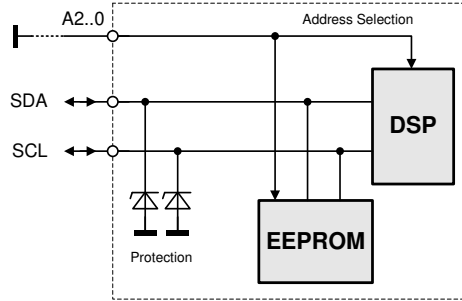 A2..0
Address Selection
SDA
DSP
SCL
EEPROM
Protection